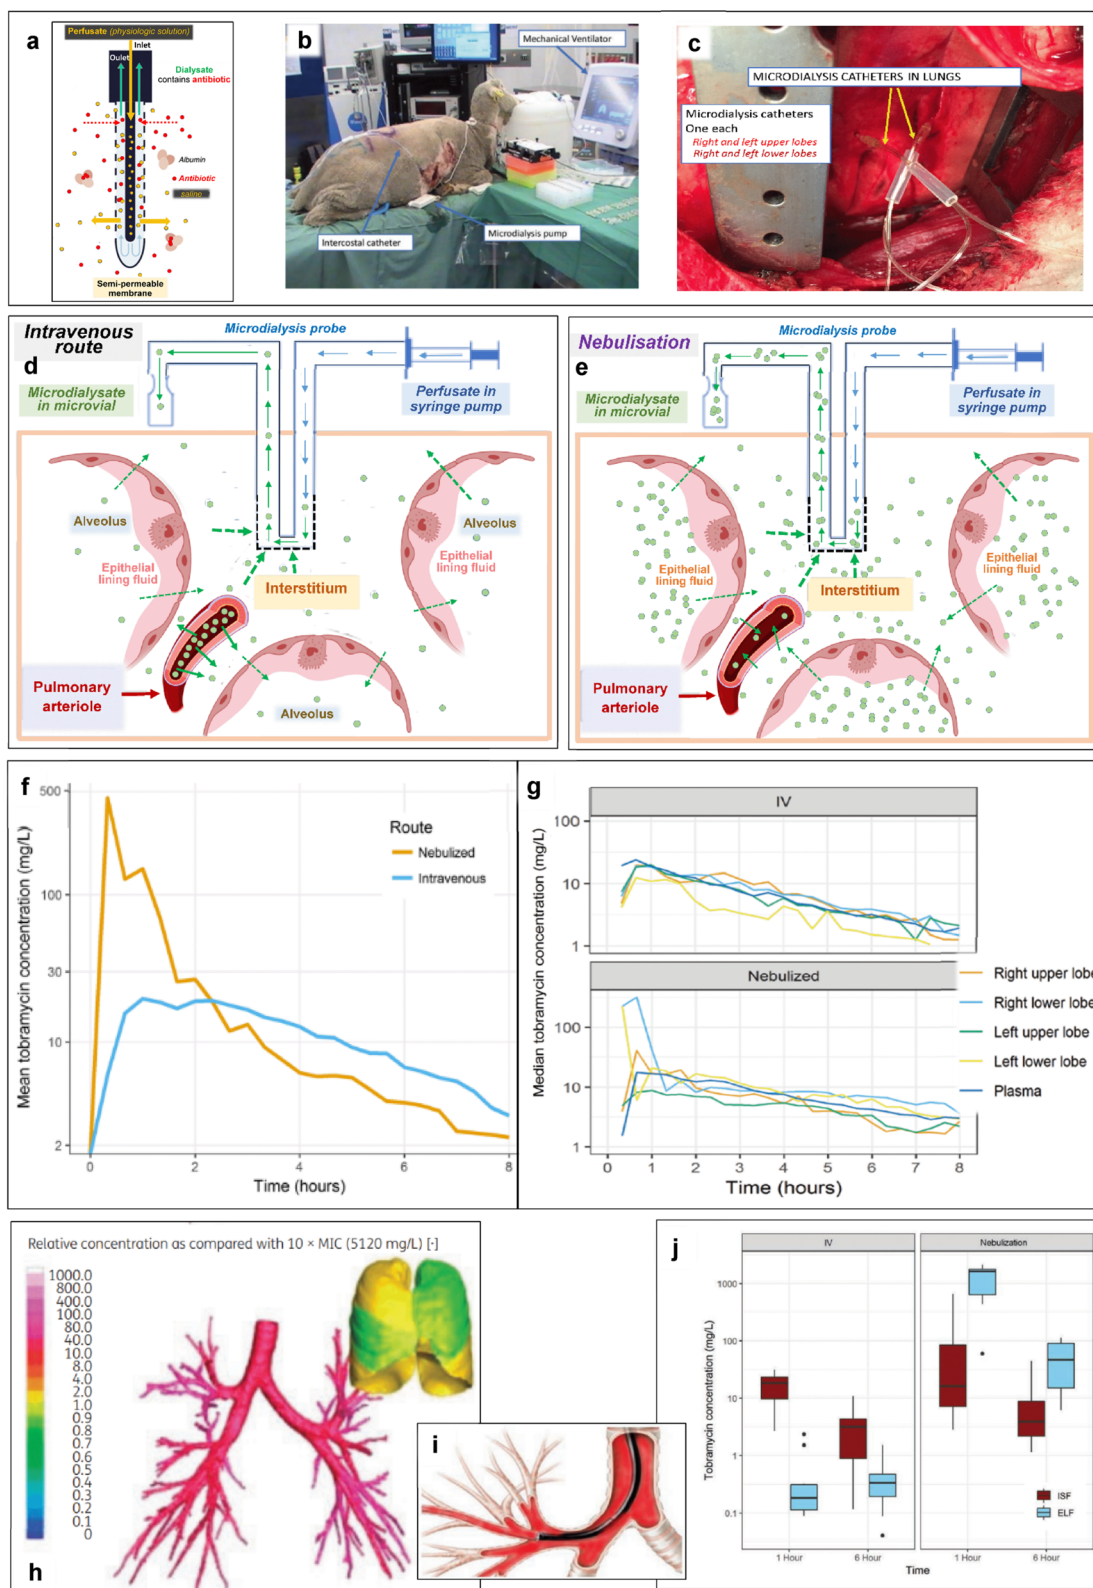 a
Perfusate (physiologic solution)
Inlet
Oulet
Dialysate
contains antibiotic
Albumin
Antibiotic
saline
Semi-permeable
membrane
b
Mechanical Ventilator
Intercostal catheter
Microdialysis pump
c
MICRODIALYSIS CATHETERS IN LUNGS
Microdialysis catheters
One each
Right and left upper lobes
Right and left lower lobes
Intravenous
route
d
Microdialysis probe
Microdialysate
in microvial
Perfusate in
syringe pump
Alveolus
Alveolus
Epithelial
lining fluid
Epithelial
lining fluid
Interstitium
Pulmonary
arteriole
Alveolus
Nebulisation
e
Microdialysis probe
Microdialysate
in microvial
Perfusate in
syringe pump
Epithelial
lining fluid
Epithelial
lining fluid
Interstitium
Pulmonary
arteriole
f
Mean tobramycin concentration (mg/L)
500
100
30
10
2
Route
Nebulized
Intravenous
0 2 4 6 8
Time (hours)
g
Median tobramycin concentration (mg/L)
IV
100
10
1
Nebulized
100
10
1
0 1 2 3 4 5 6 7 8
Time (hours)
Right upper lobe
Right lower lobe
Left upper lobe
Left lower lobe
Plasma
Relative concentration as compared with 10 × MIC (5120 mg/L) [-]
1000.0
800.0
400.0
100.0
80.0
40.0
10.0
8.0
4.0
2.0
1.0
0.9
0.8
0.7
0.6
0.5
0.4
0.3
0.2
0.1
0
h
i
j
Tobramycin concentration (mg/L)
IV
Nebulization
1000
100
10
1
0.1
ISF
ELF
1 Hour
6 Hour
1 Hour
6 Hour
Time